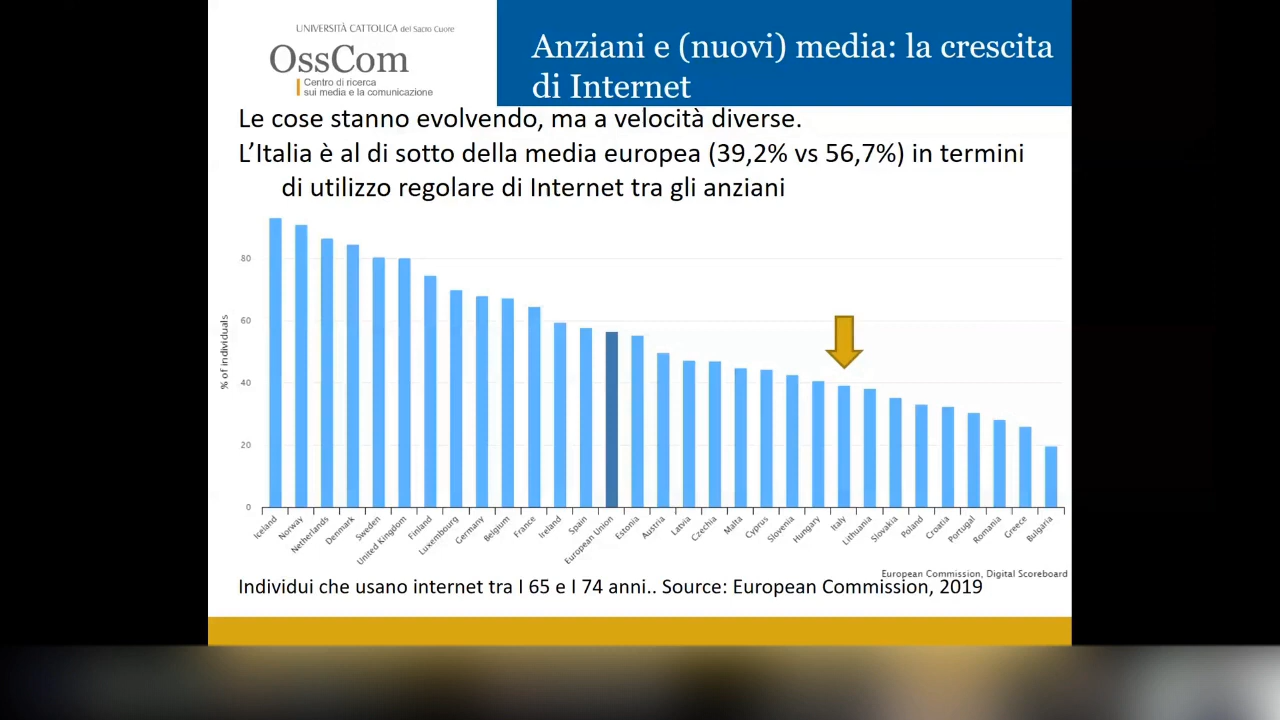 UNIVERSITÀ CATTOLICA del Sacro Cuore
OssCom
Centro di ricerca
sui media e la comunicazione
Anziani e (nuovi) media: la crescita
di Internet
Le cose stanno evolvendo, ma a velocità diverse.
L'Italia è al di sotto della media europea (39,2% vs 56,7%) in termini
di utilizzo regolare di Internet tra gli anziani
% of individuals
80
60
40
20
0
Iceland
Norway
Netherlands
Denmark
Sweden
United Kingdom
Finland
Luxembourg
Germany
Belgium
France
Ireland
Spain
European Union
Estonia
Austria
Latvia
Czechia
Malta
Cyprus
Slovenia
Hungary
Italy
Lithuania
Slovakia
Poland
Croatia
Portugal
Romania
Greece
Bulgaria
European Commission, Digital Scoreboard
Individui che usano internet tra I 65 e I 74 anni.. Source: European Commission, 2019